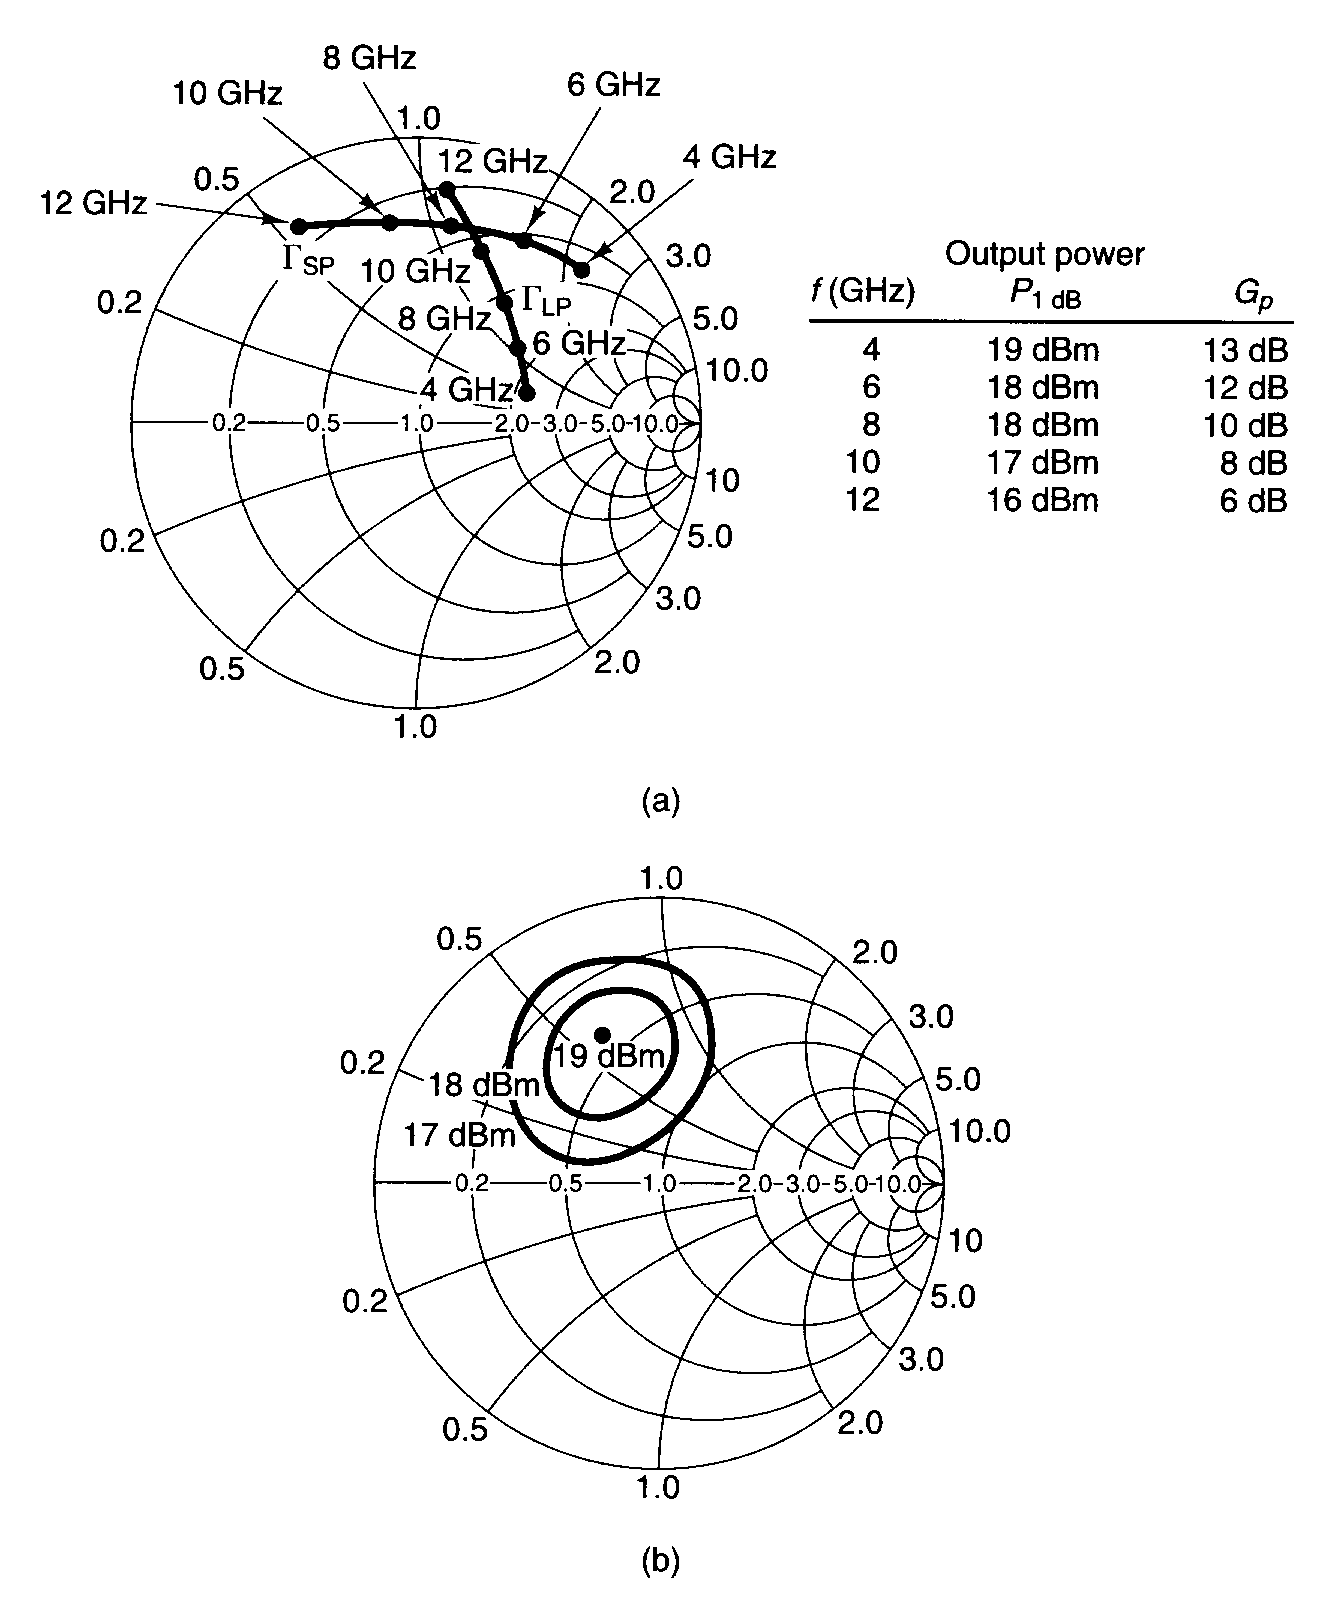 8 GHz
10 GHz
6 GHz
1.0
12 GHz
4 GHz
0.5
2.0
12 GHz
ΓSP
3.0
10 GHz
ΓLP
0.2
8 GHz
5.0
6 GHz
10.0
4 GHz
0.2 0.5 1.0 2.0 3.0 5.0 10.0
10
0.2
5.0
3.0
0.5
2.0
1.0
Output power
f (GHz) P1 dB Gp
4 19 dBm 13 dB
6 18 dBm 12 dB
8 18 dBm 10 dB
10 17 dBm 8 dB
12 16 dBm 6 dB
(a)
1.0
0.5
2.0
3.0
19 dBm
0.2
18 dBm
5.0
17 dBm
10.0
0.2 0.5 1.0 2.0 3.0 5.0 10.0
10
0.2
5.0
3.0
0.5
2.0
1.0
(b)